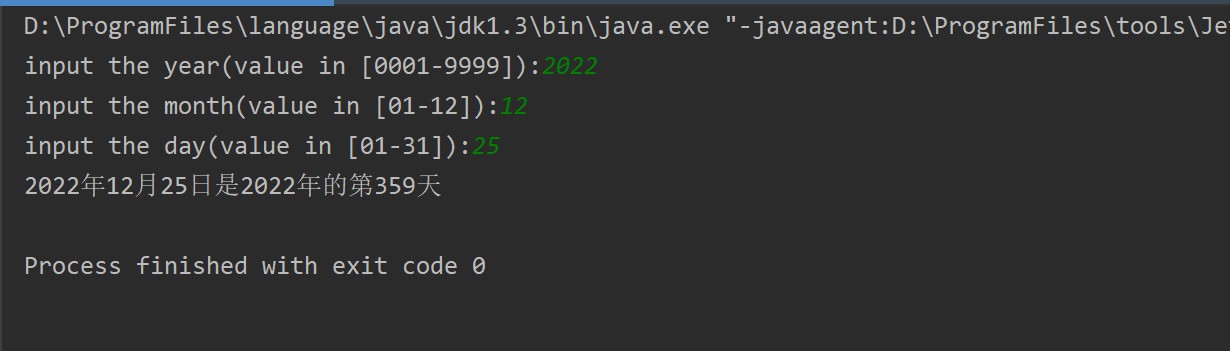 D:\ProgramFiles\language\java\jdk1.3\bin\java.exe "-javaagent:D:\ProgramFiles\tools\Je
input the year(value in [0001-9999]):2022
input the month(value in [01-12]):12
input the day(value in [01-31]):25
2022年12月25日是2022年的第359天
Process finished with exit code 0